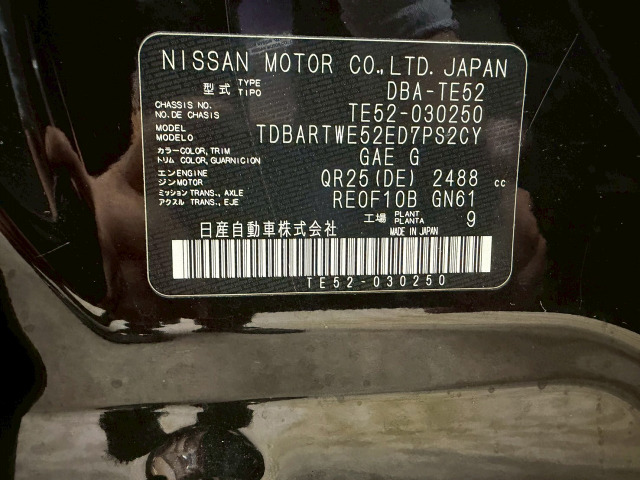 NISSAN MOTOR CO.,LTD. JAPAN
型式 TYPE TIPO DBA-TE52
CHASSIS NO. NO.DE CHASIS TE52-030250
MODEL MODELO TDBARTWE52ED7PS2CY
カラー COLOR, TRIM トリム COLOR, GUARNICION GAE G
エン ENGINE ジン MOTOR QR25(DE) 2488 cc
ミッション TRANS., AXLE アクスル TRANS., EJE RE0F10B GN61
工場 PLANT PLANTA 9
日産自動車株式会社 MADE IN JAPAN
TE52-030250